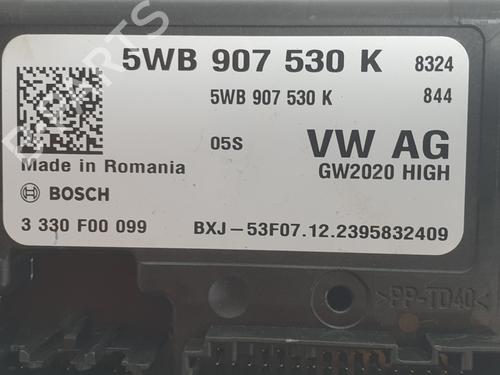 5WB 907 530 K 8324
5WB 907 530 K 844
05S VW AG
Made in Romania GW2020 HIGH
BOSCH
3 330 F00 099 BXJ-53F07.12.2395832409
>PP-TD40<